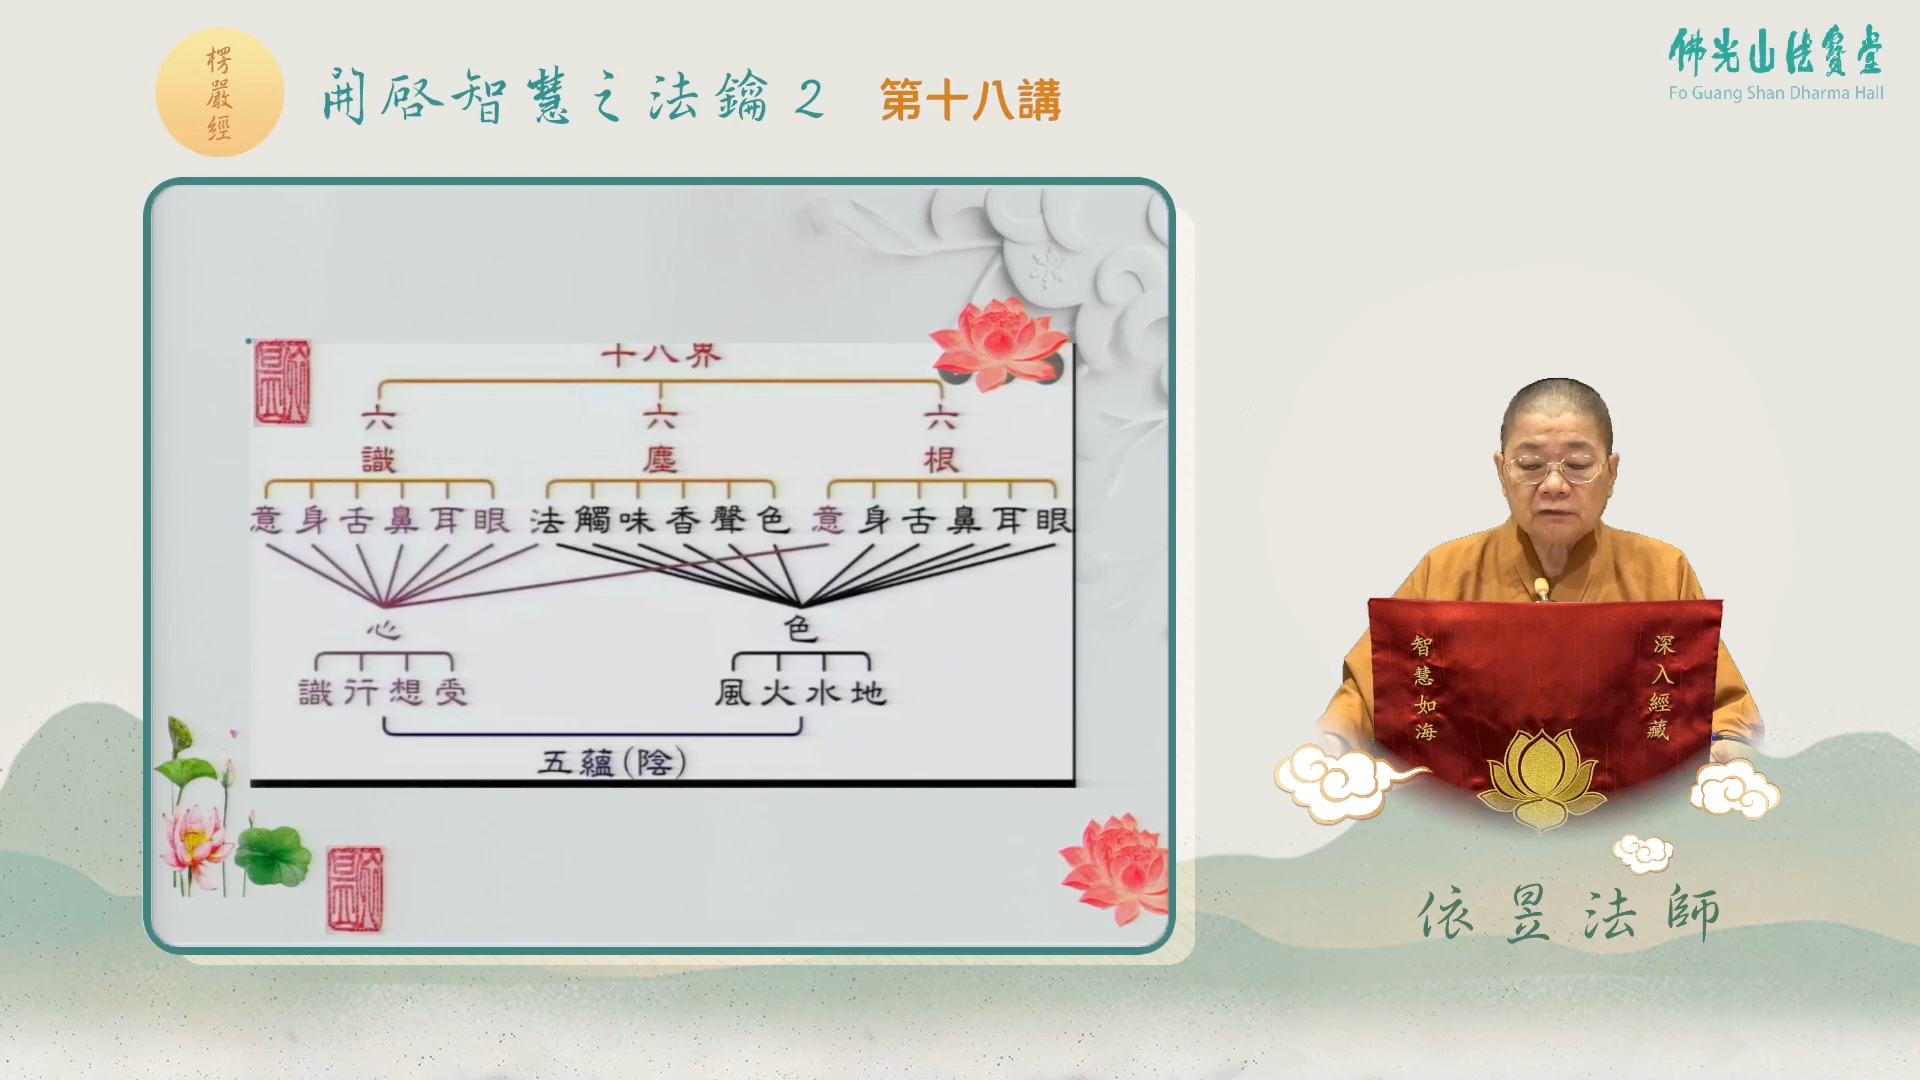 楞嚴經
開啓智慧之法鑰2 第十八講
佛光山法寶堂
Fo Guang Shan Dharma Hall
十八界
六識 六塵 六根
意身舌鼻耳眼 法觸味香聲色 意身舌鼻耳眼
心 色
識行想受 風火水地
五蘊(陰)
深入經藏
智慧如海
依昱法師